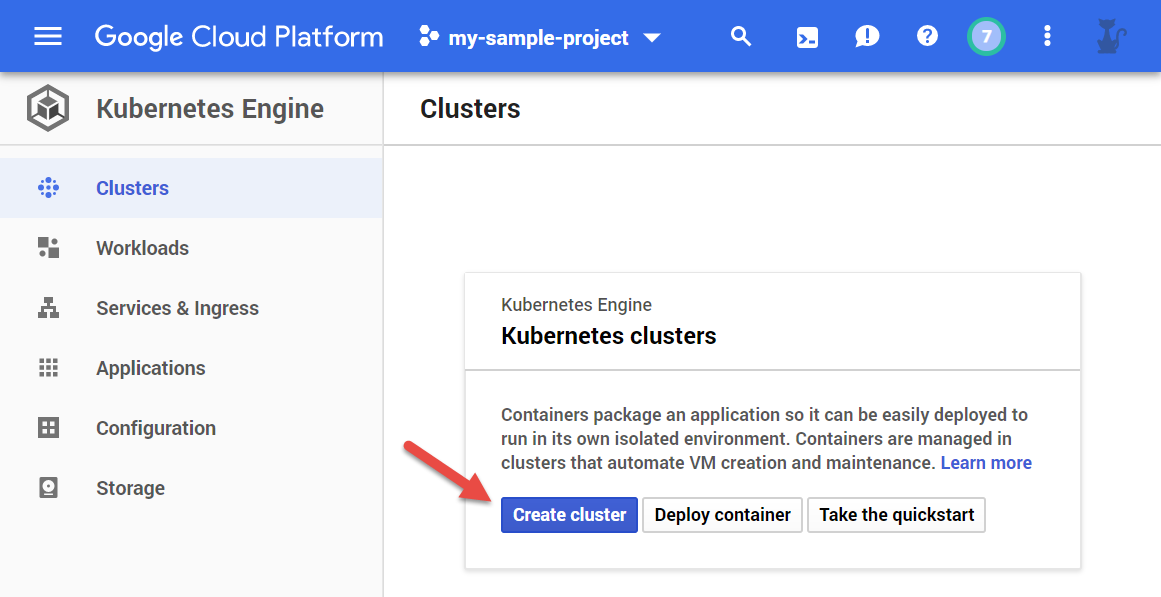 Google Cloud Platform
my-sample-project
7
Kubernetes Engine
Clusters
Clusters
Workloads
Services & Ingress
Applications
Configuration
Storage
Kubernetes Engine
Kubernetes clusters
Containers package an application so it can be easily deployed to
run in its own isolated environment. Containers are managed in
clusters that automate VM creation and maintenance. Learn more
Create cluster
Deploy container
Take the quickstart